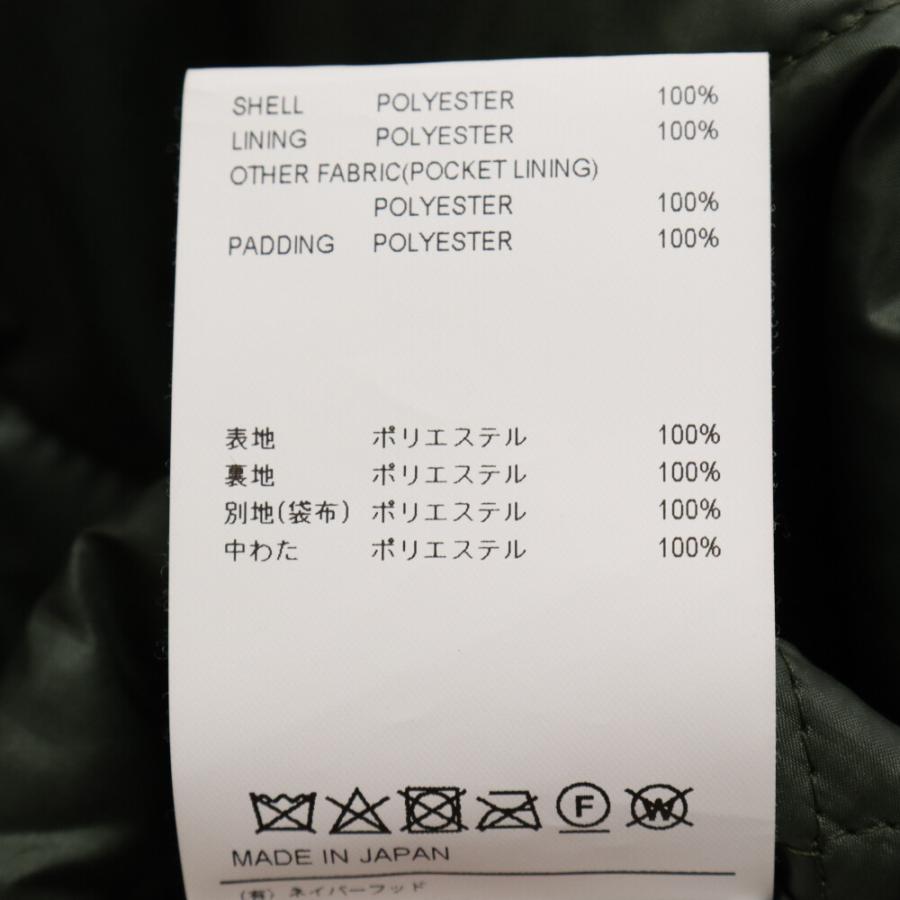 SHELL POLYESTER 100%
LINING POLYESTER 100%
OTHER FABRIC(POCKET LINING)
POLYESTER 100%
PADDING POLYESTER 100%
表地 ポリエステル 100%
裏地 ポリエステル 100%
別地(袋布) ポリエステル 100%
中わた ポリエステル 100%
F W
MADE IN JAPAN
(有) ネイバーフッド